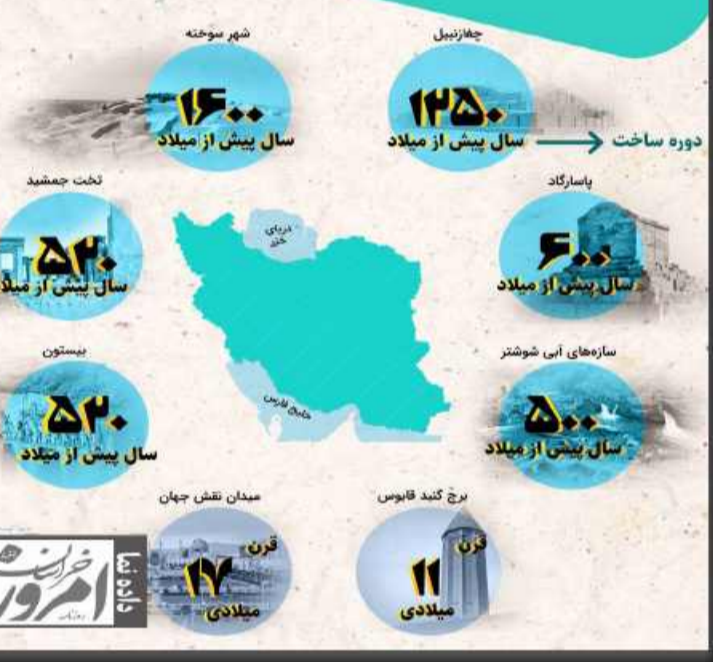 چغازنبیل
۱۲۵۰
سال پیش از میلاد
دوره ساخت
شهر سوخته
۱۶۰۰
سال پیش از میلاد
پاسارگاد
۶۰۰
سال پیش از میلاد
تخت جمشید
۵۲۰
سال پیش از میلاد
دریای
خزر
خلیج فارس
سازه‌های آبی شوشتر
۵۰۰
سال پیش از میلاد
بیستون
۵۲۰
سال پیش از میلاد
برج گنبد قابوس
قرن
۱۱
میلادی
میدان نقش جهان
قرن
۱۷
میلادی
داده نما
خراسان
امروز
روزنامه